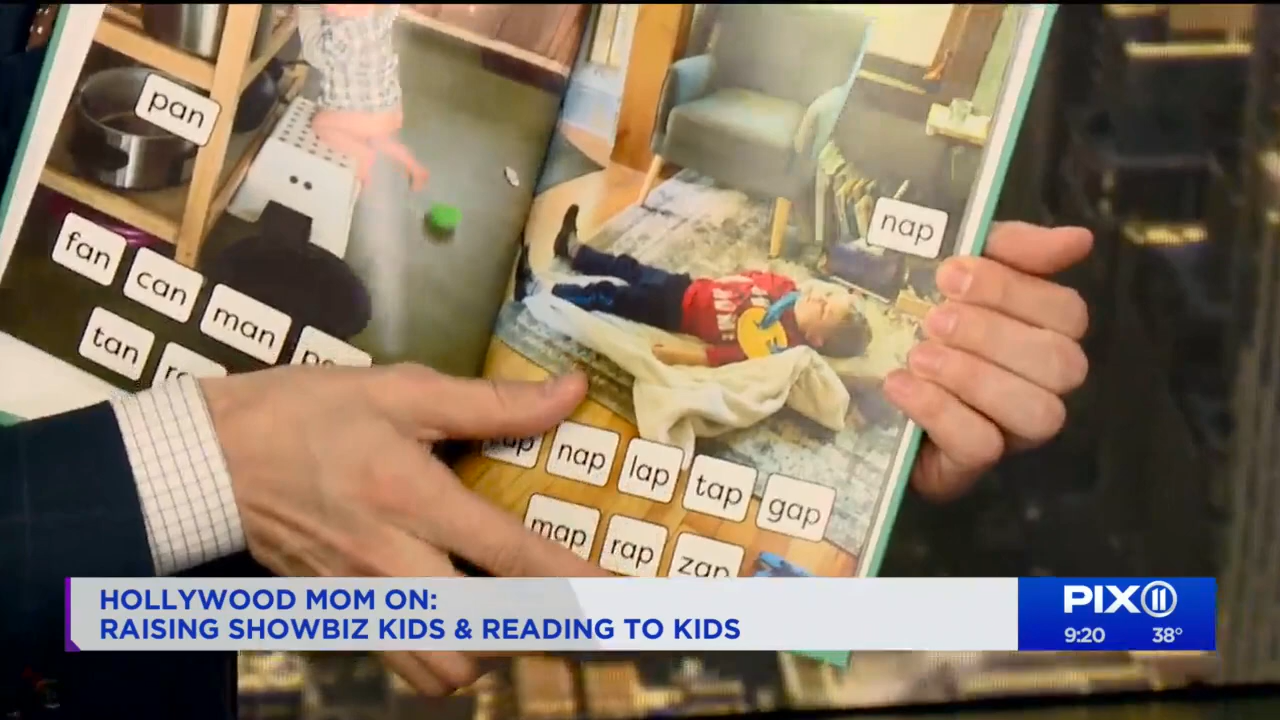 pan
fan can man
tan
nap
nap lap tap gap
map rap zap
HOLLYWOOD MOM ON:
RAISING SHOWBIZ KIDS & READING TO KIDS
PIX11
9:20 38°